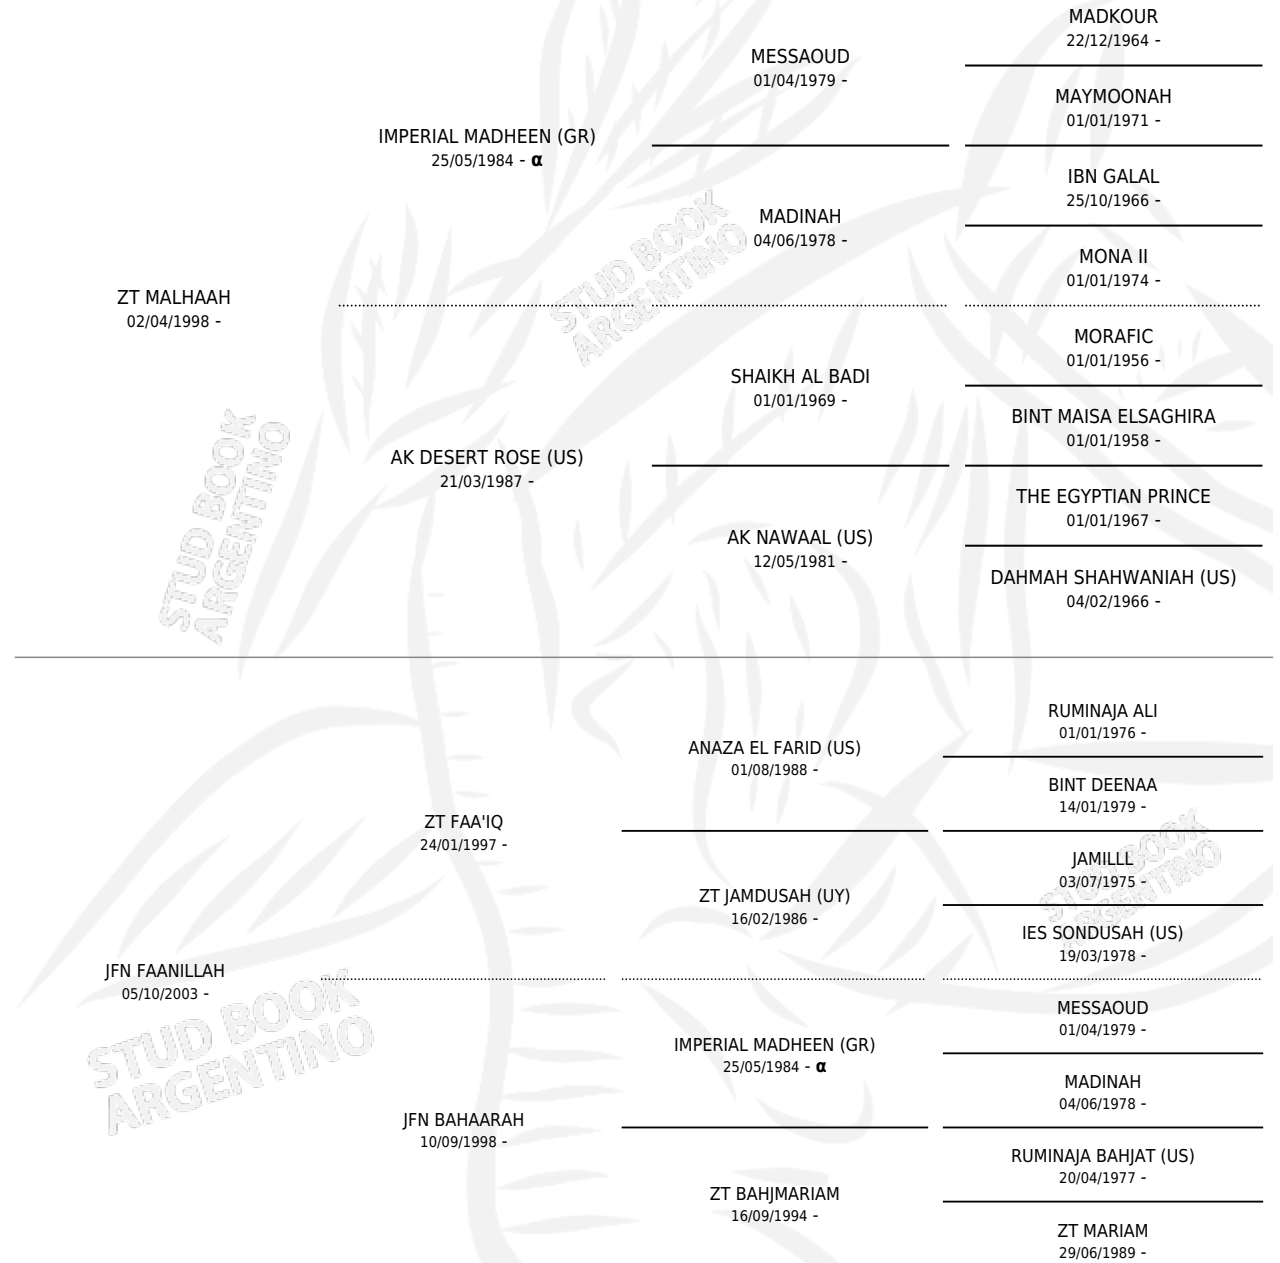 MADKOUR
22/12/1964 -
MESSAOUD
01/04/1979 -
MAYMOONAH
01/01/1971 -
IMPERIAL MADHEEN (GR)
25/05/1984 - α
IBN GALAL
25/10/1966 -
MADINAH
04/06/1978 -
MONA II
01/01/1974 -
ZT MALHAAH
02/04/1998 -
MORAFIC
01/01/1956 -
SHAIKH AL BADI
01/01/1969 -
BINT MAISA ELSAGHIRA
01/01/1958 -
AK DESERT ROSE (US)
21/03/1987 -
THE EGYPTIAN PRINCE
01/01/1967 -
AK NAWAAL (US)
12/05/1981 -
DAHMAH SHAHWANIAH (US)
04/02/1966 -
STUD BOOK
ARGENTINO
STUD BOOK
ARGENTINO
RUMINAJA ALI
01/01/1976 -
ANAZA EL FARID (US)
01/08/1988 -
BINT DEENAA
14/01/1979 -
ZT FAA'IQ
24/01/1997 -
JAMILLL
03/07/1975 -
ZT JAMDUSAH (UY)
16/02/1986 -
IES SONDUSAH (US)
19/03/1978 -
JFN FAANILLAH
05/10/2003 -
MESSAOUD
01/04/1979 -
IMPERIAL MADHEEN (GR)
25/05/1984 - α
MADINAH
04/06/1978 -
JFN BAHAARAH
10/09/1998 -
RUMINAJA BAHJAT (US)
20/04/1977 -
ZT BAHJMARIAM
16/09/1994 -
ZT MARIAM
29/06/1989 -
STUD BOOK
ARGENTINO
STUD BOOK
ARGENTINO